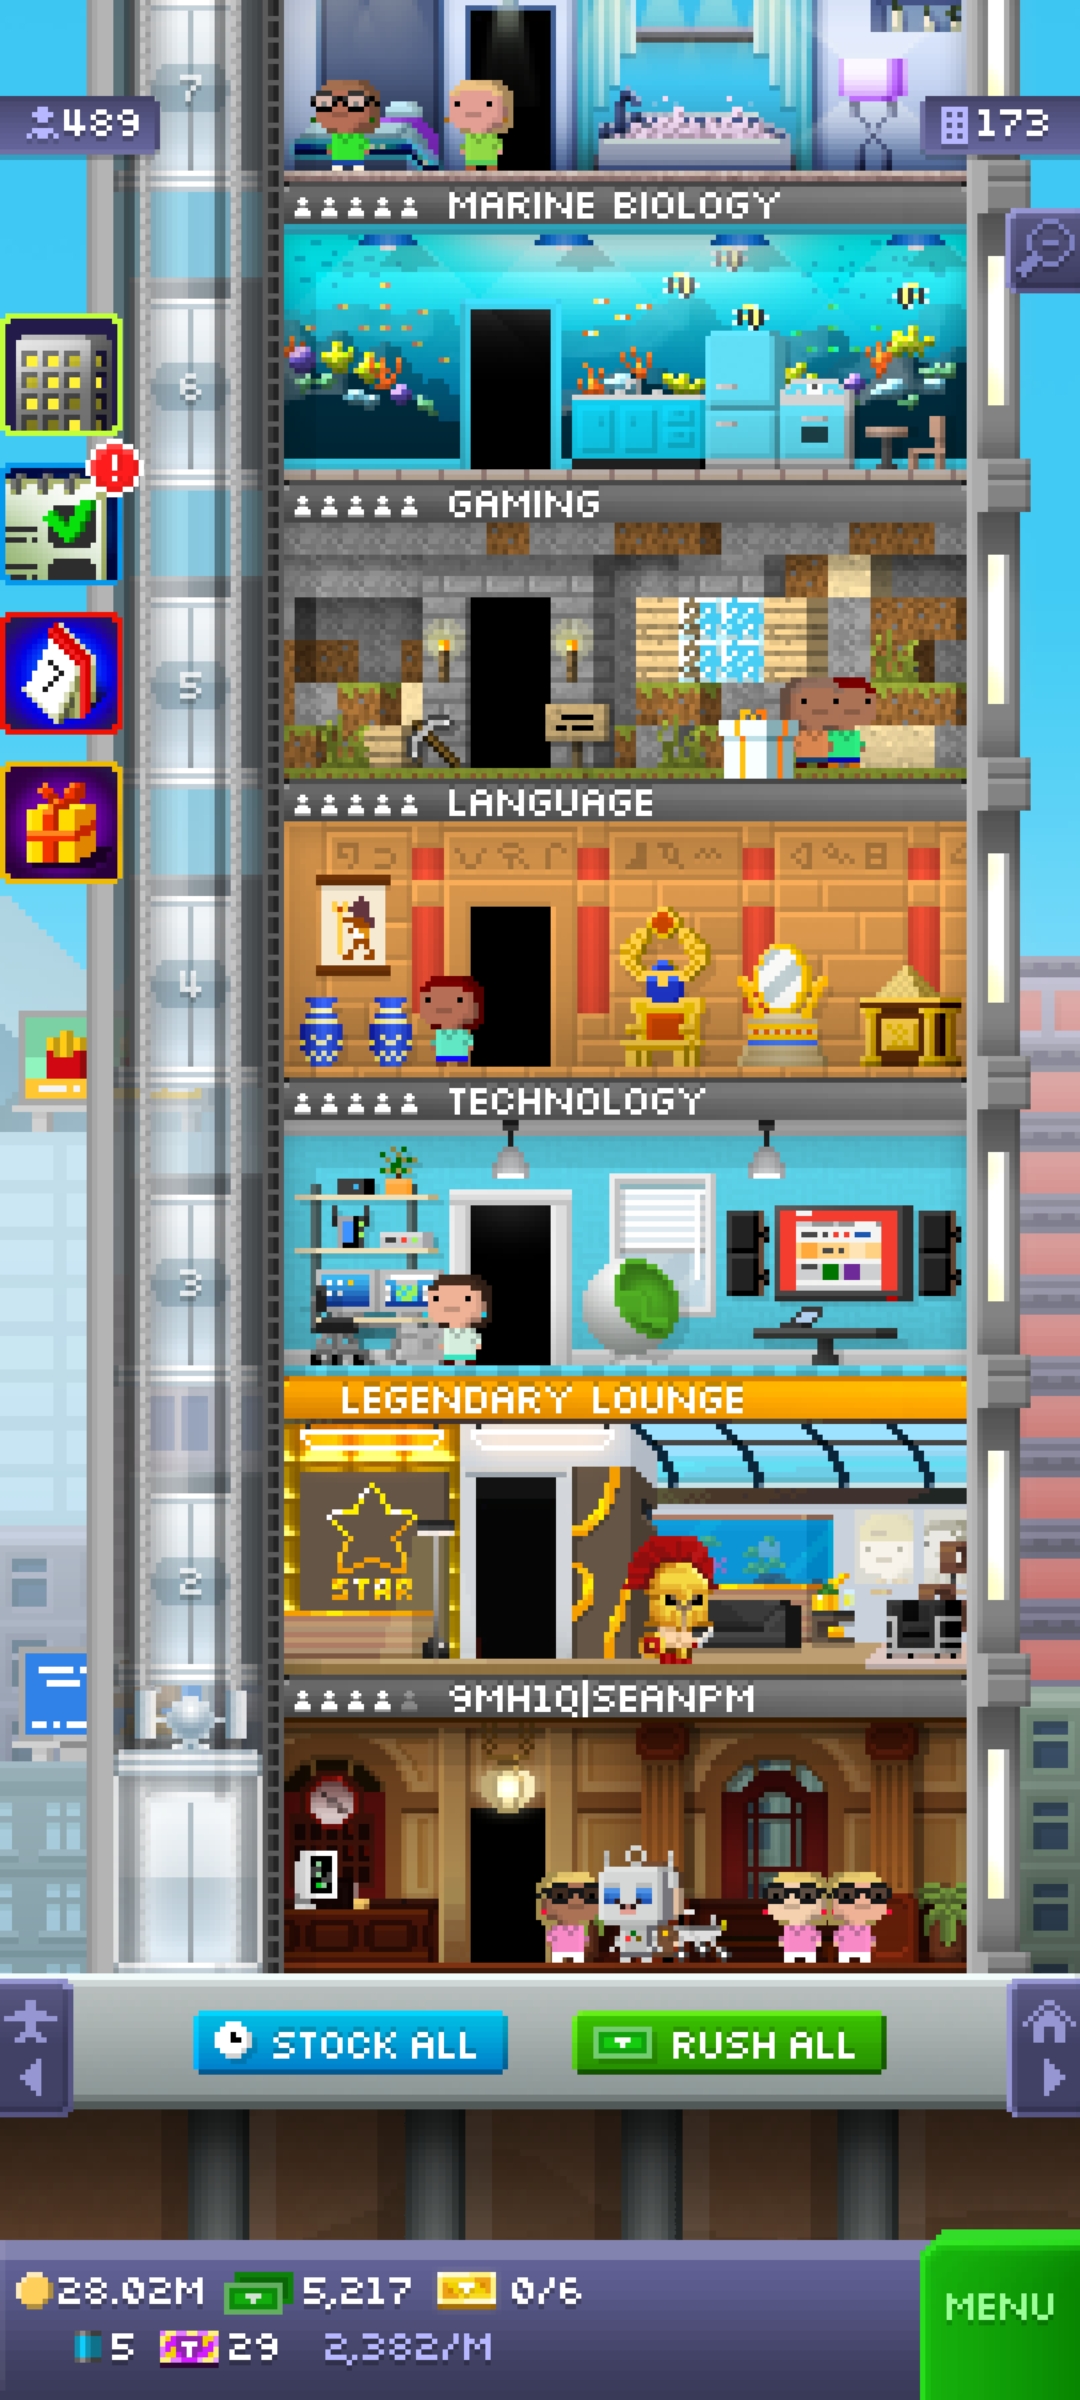 7
489
173
MARINE BIOLOGY
6
GAMING
5
LANGUAGE
4
TECHNOLOGY
3
LEGENDARY LOUNGE
STAR
2
9MH1Q|SEANPM
STOCK ALL
RUSH ALL
28.02M 5,217 0/6
5 29 2,382/M
MENU